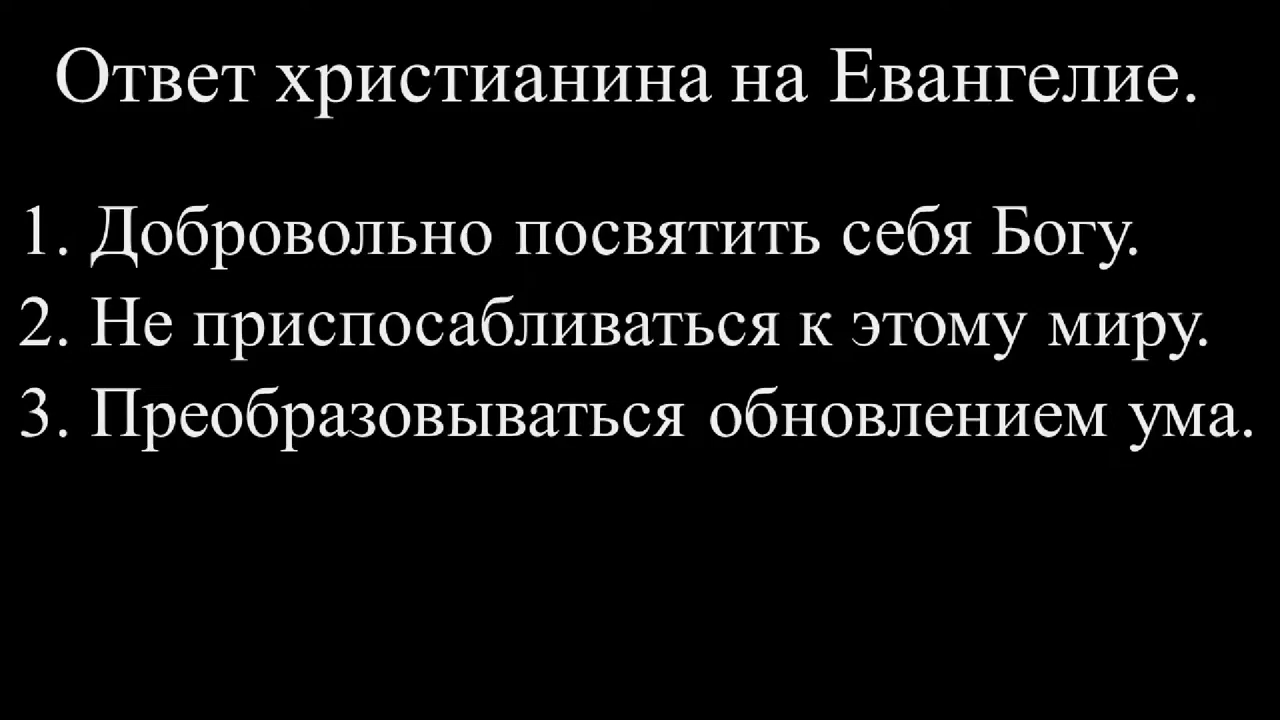 Ответ христианина на Евангелие.
1. Добровольно посвятить себя Богу.
2. Не приспосабливаться к этому миру.
3. Преобразовываться обновлением ума.